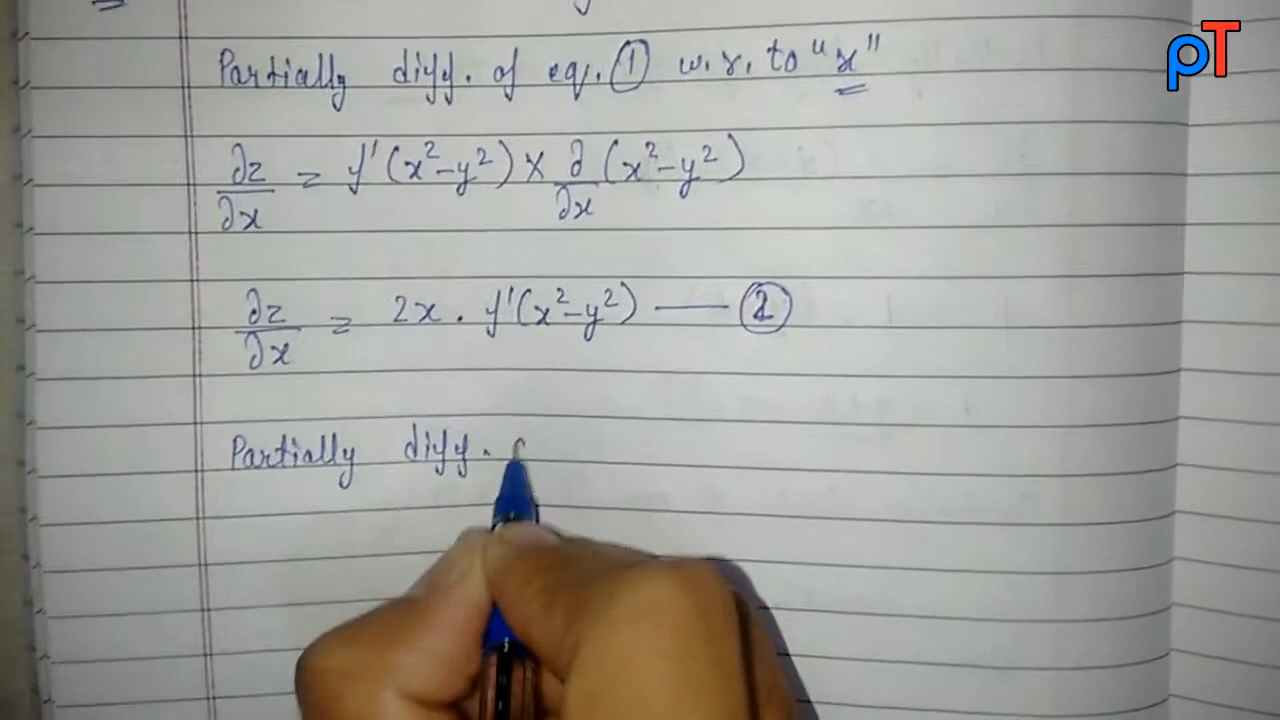 PT
Partially diff. of eq. ① w.r. to "x"
∂z/∂x = f'(x²-y²) × ∂/∂x (x²-y²)
∂z/∂x = 2x . f'(x²-y²) — ②
Partially diff.